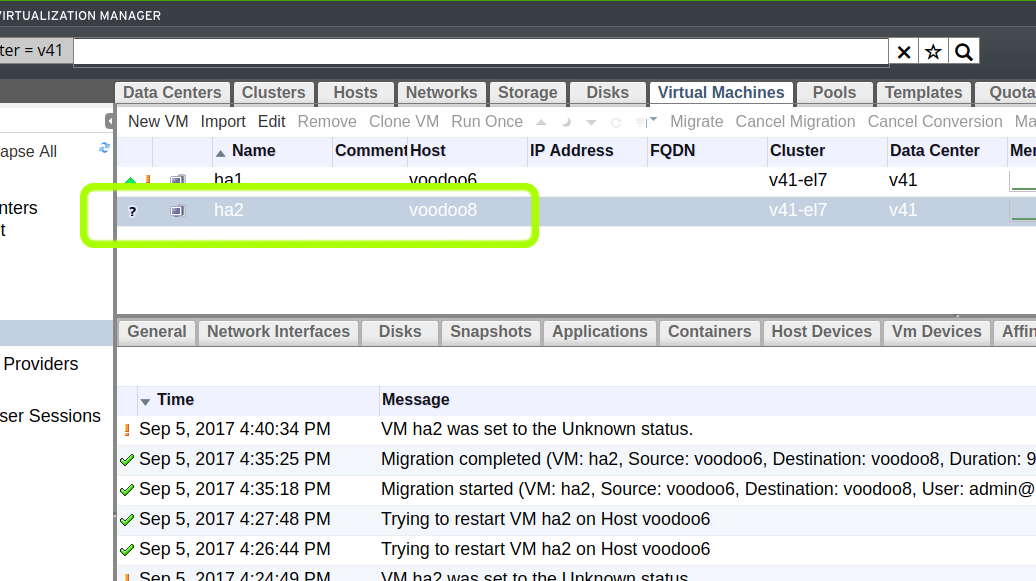 VIRTUALIZATION MANAGER
ter = v41
Data Centers Clusters Hosts Networks Storage Disks Virtual Machines Pools Templates Quota
New VM Import Edit Remove Clone VM Run Once Migrate Cancel Migration Cancel Conversion Ma
apse All
Name Comment Host IP Address FQDN Cluster Data Center Mem
ha1 voodoo6 v41-el7 v41
nters
? ha2 voodoo8 v41-el7 v41
t
General Network Interfaces Disks Snapshots Applications Containers Host Devices Vm Devices Affin
Providers
Time Message
ser Sessions
Sep 5, 2017 4:40:34 PM VM ha2 was set to the Unknown status.
Sep 5, 2017 4:35:25 PM Migration completed (VM: ha2, Source: voodoo6, Destination: voodoo8, Duration: 9
Sep 5, 2017 4:35:18 PM Migration started (VM: ha2, Source: voodoo6, Destination: voodoo8, User: admin@
Sep 5, 2017 4:27:48 PM Trying to restart VM ha2 on Host voodoo6
Sep 5, 2017 4:26:44 PM Trying to restart VM ha2 on Host voodoo6
Sep 5, 2017 4:24:49 PM VM ha2 was set to the Unknown status.